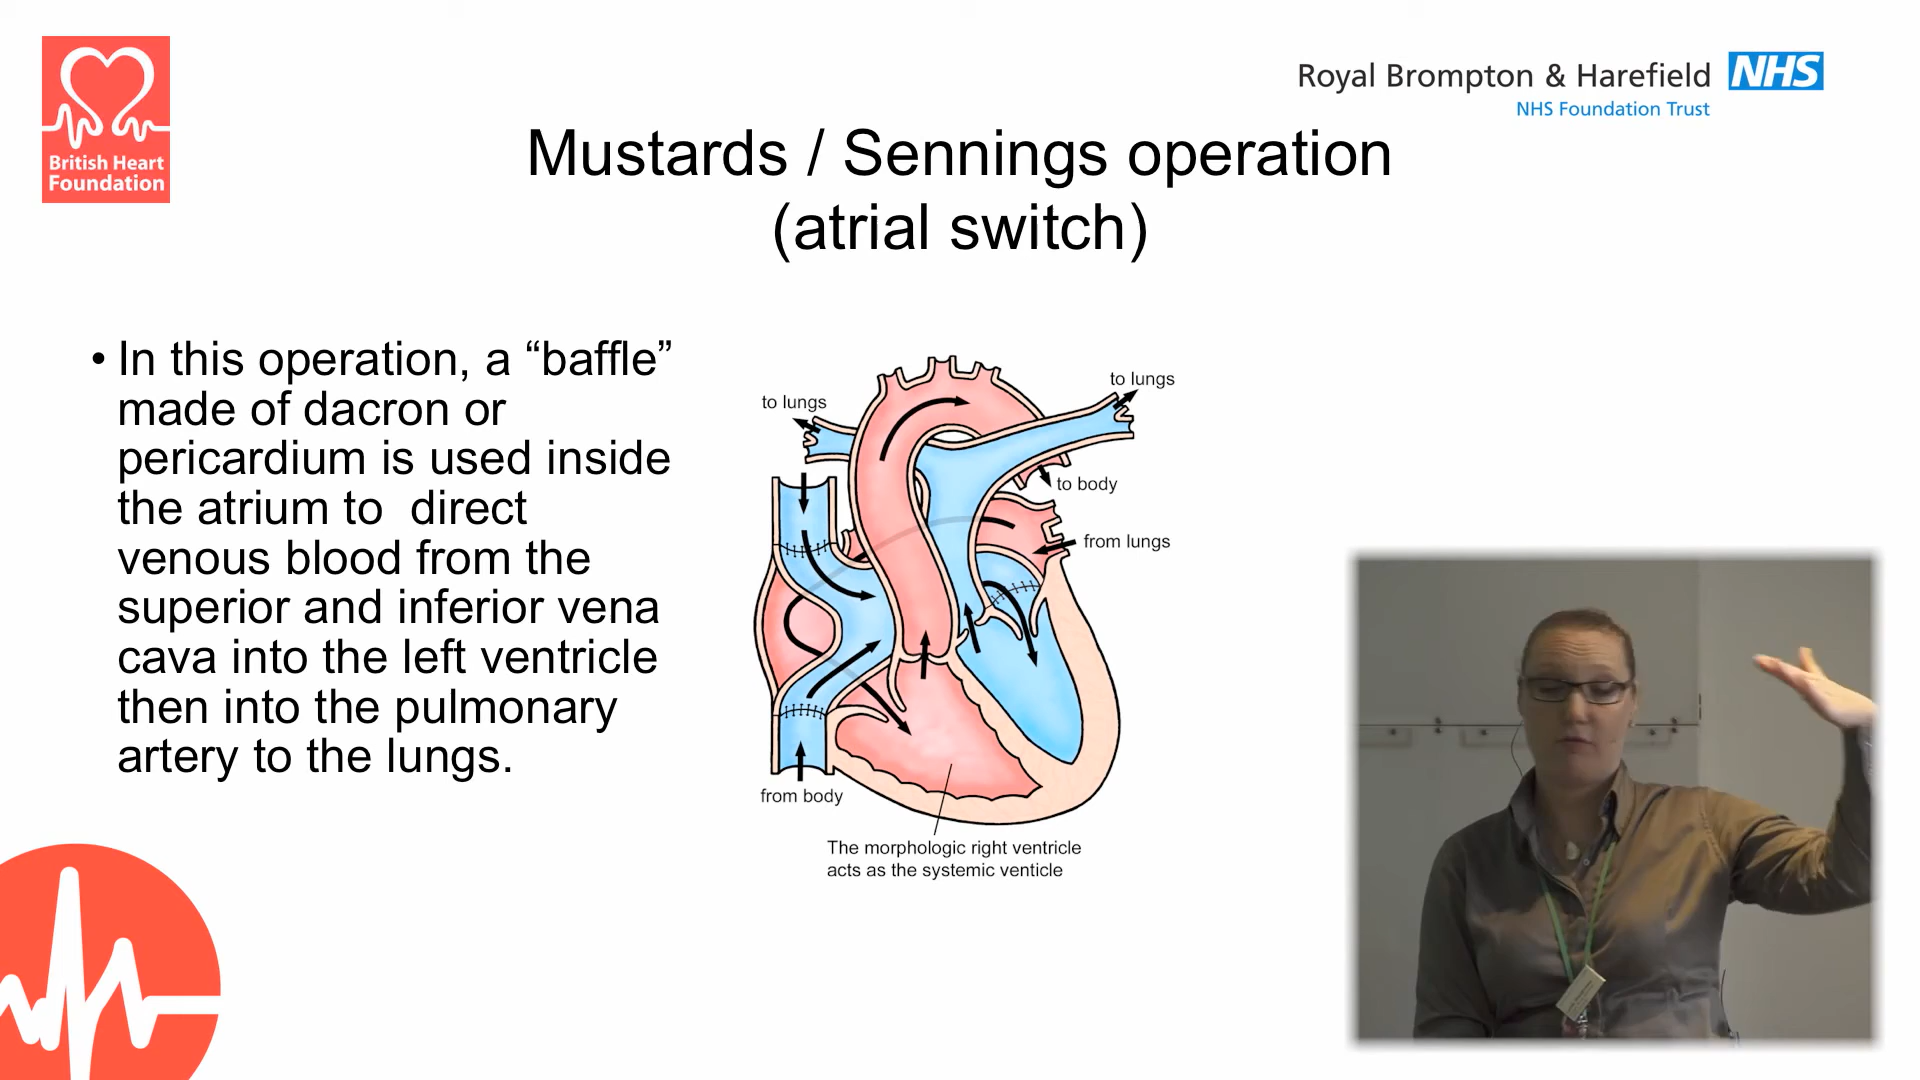 British Heart
Foundation
Royal Brompton & Harefield NHS
NHS Foundation Trust
Mustards / Sennings operation
(atrial switch)
• In this operation, a “baffle”
made of dacron or
pericardium is used inside
the atrium to  direct
venous blood from the
superior and inferior vena
cava into the left ventricle
then into the pulmonary
artery to the lungs.
to lungs
to lungs
to body
from lungs
from body
The morphologic right ventricle
acts as the systemic venticle